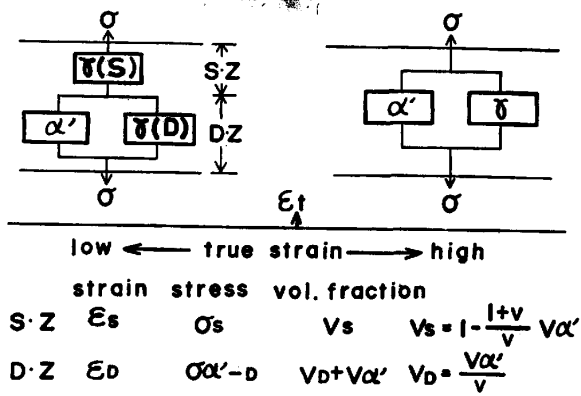 σ σ
γ(S) S·Z
α' γ(D) D·Z α' γ
σ σ
εt
low ← true strain → high
strain stress vol. fraction
S·Z εs σs Vs Vs = 1 - 1+v/v Vα'
D·Z εD σα'-D VD+Vα' VD = Vα'/v